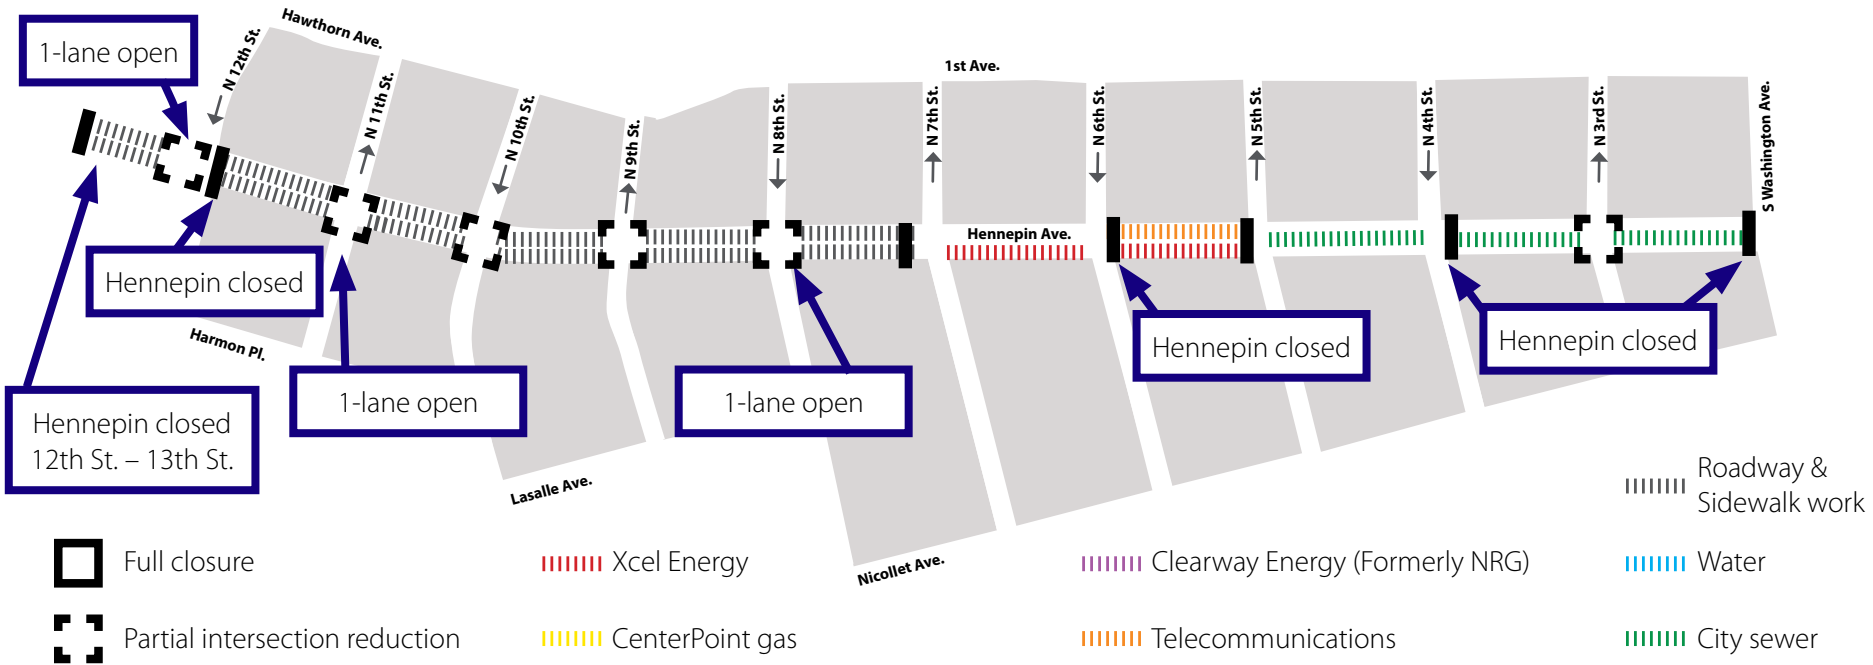 Hawthorn Ave.
1-lane open
N 12th St.
N 11th St.
N 10th St.
N 9th St.
1st Ave.
N 8th St.
N 7th St.
N 6th St.
N 5th St.
N 4th St.
N 3rd St.
S Washington Ave.
Hennepin Ave.
Hennepin closed
Harmon Pl.
Hennepin closed
12th St. – 13th St.
1-lane open
1-lane open
Hennepin closed
Hennepin closed
Lasalle Ave.
Nicollet Ave.
Roadway &
Sidewalk work
Full closure
Xcel Energy
Clearway Energy (Formerly NRG)
Water
Partial intersection reduction
CenterPoint gas
Telecommunications
City sewer